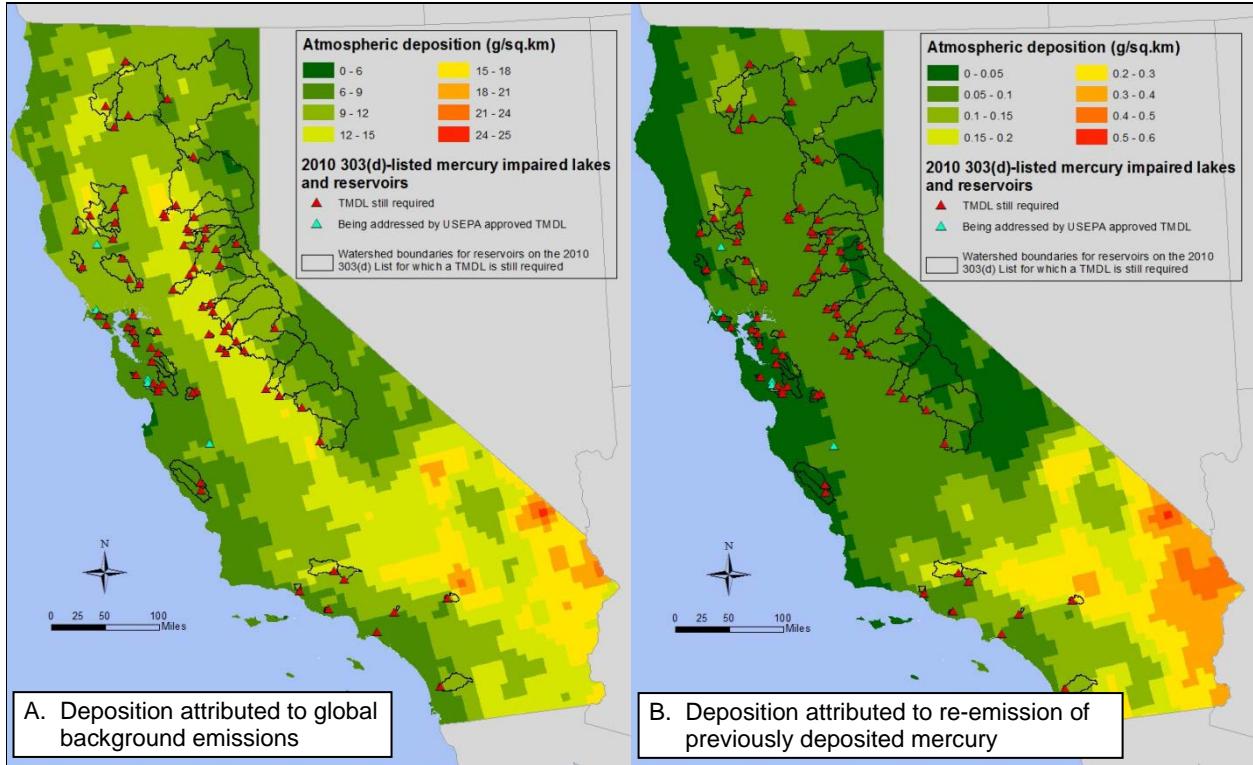 Atmospheric deposition (g/sq.km)
0 - 6
15 - 18
6 - 9
18 - 21
9 - 12
21 - 24
12 - 15
24 - 25
2010 303(d)-listed mercury impaired lakes
and reservoirs
TMDL still required
Being addressed by USEPA approved TMDL
Watershed boundaries for reservoirs on the 2010
303(d) List for which a TMDL is still required
N
0 25 50 100
Miles
A. Deposition attributed to global
background emissions
Atmospheric deposition (g/sq.km)
0 - 0.05
0.2 - 0.3
0.05 - 0.1
0.3 - 0.4
0.1 - 0.15
0.4 - 0.5
0.15 - 0.2
0.5 - 0.6
2010 303(d)-listed mercury impaired lakes
and reservoirs
TMDL still required
Being addressed by USEPA approved TMDL
Watershed boundaries for reservoirs on the 2010
303(d) List for which a TMDL is still required
N
0 25 50 100
Miles
B. Deposition attributed to re-emission of
previously deposited mercury